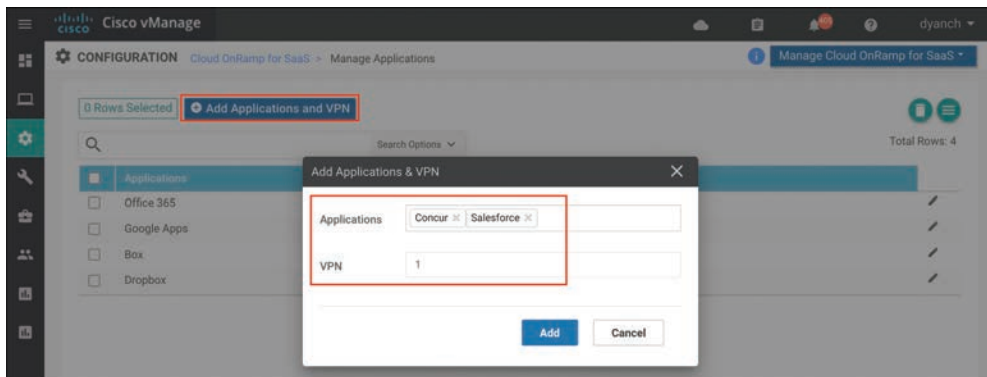 cisco Cisco vManage
dyanch
CONFIGURATION Cloud OnRamp for SaaS > Manage Applications
Manage Cloud OnRamp for SaaS
0 Rows Selected Add Applications and VPN
Search Options
Total Rows: 4
Applications
Office 365
Google Apps
Box
Dropbox
Add Applications & VPN
Applications Concur Salesforce
VPN 1
Add Cancel